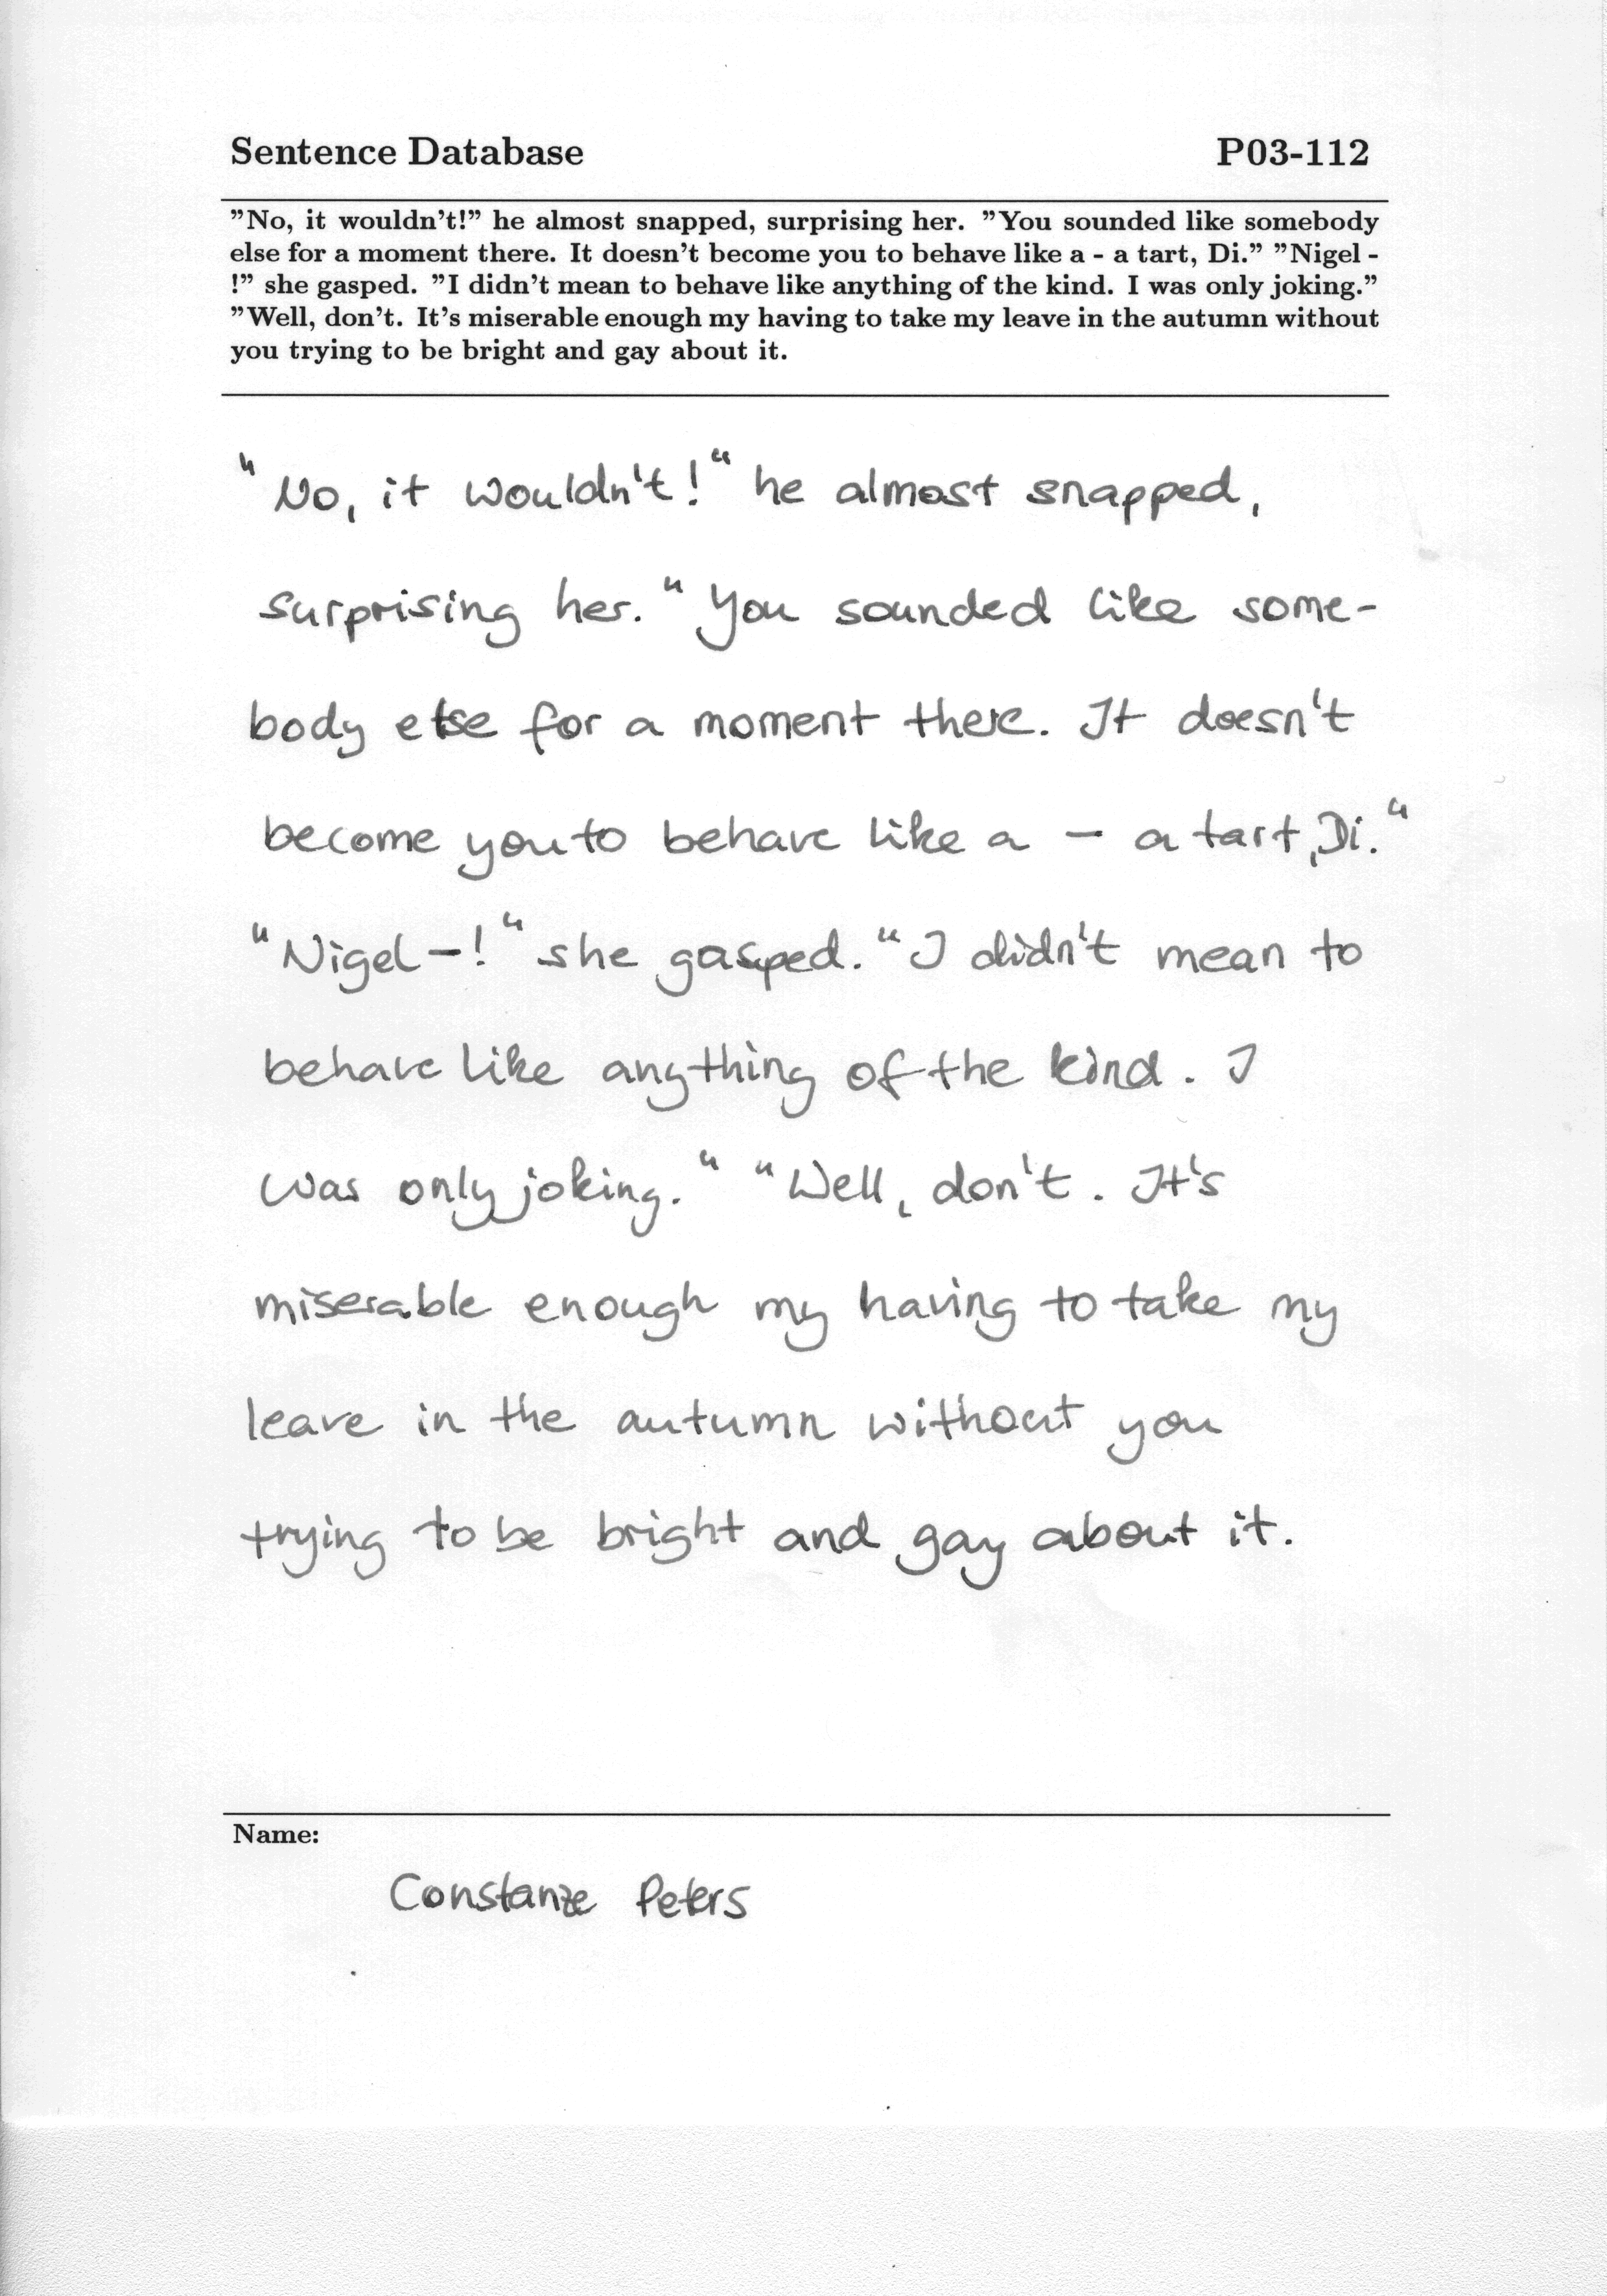 Sentence Database P03-112
"No, it wouldn't!" he almost snapped, surprising her. "You sounded like somebody
else for a moment there. It doesn't become you to behave like a - a tart, Di." "Nigel -
!" she gasped. "I didn't mean to behave like anything of the kind. I was only joking."
"Well, don't. It's miserable enough my having to take my leave in the autumn without
you trying to be bright and gay about it.
"No, it wouldn't!" he almost snapped,
surprising her. "You sounded like some-
body else for a moment there. It doesn't
become you to behave like a - a tart, Di."
"Nigel -!" she gasped. "I didn't mean to
behave like anything of the kind. I
was only joking." "Well, don't. It's
miserable enough my having to take my
leave in the autumn without you
trying to be bright and gay about it.
Name:
Constanze Peters